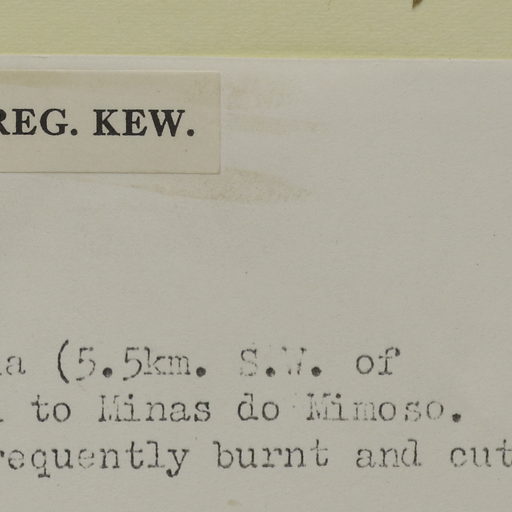 REG. KEW.
a (5.5km. S.W. of
to Minas do Mimoso.
requently burnt and cut